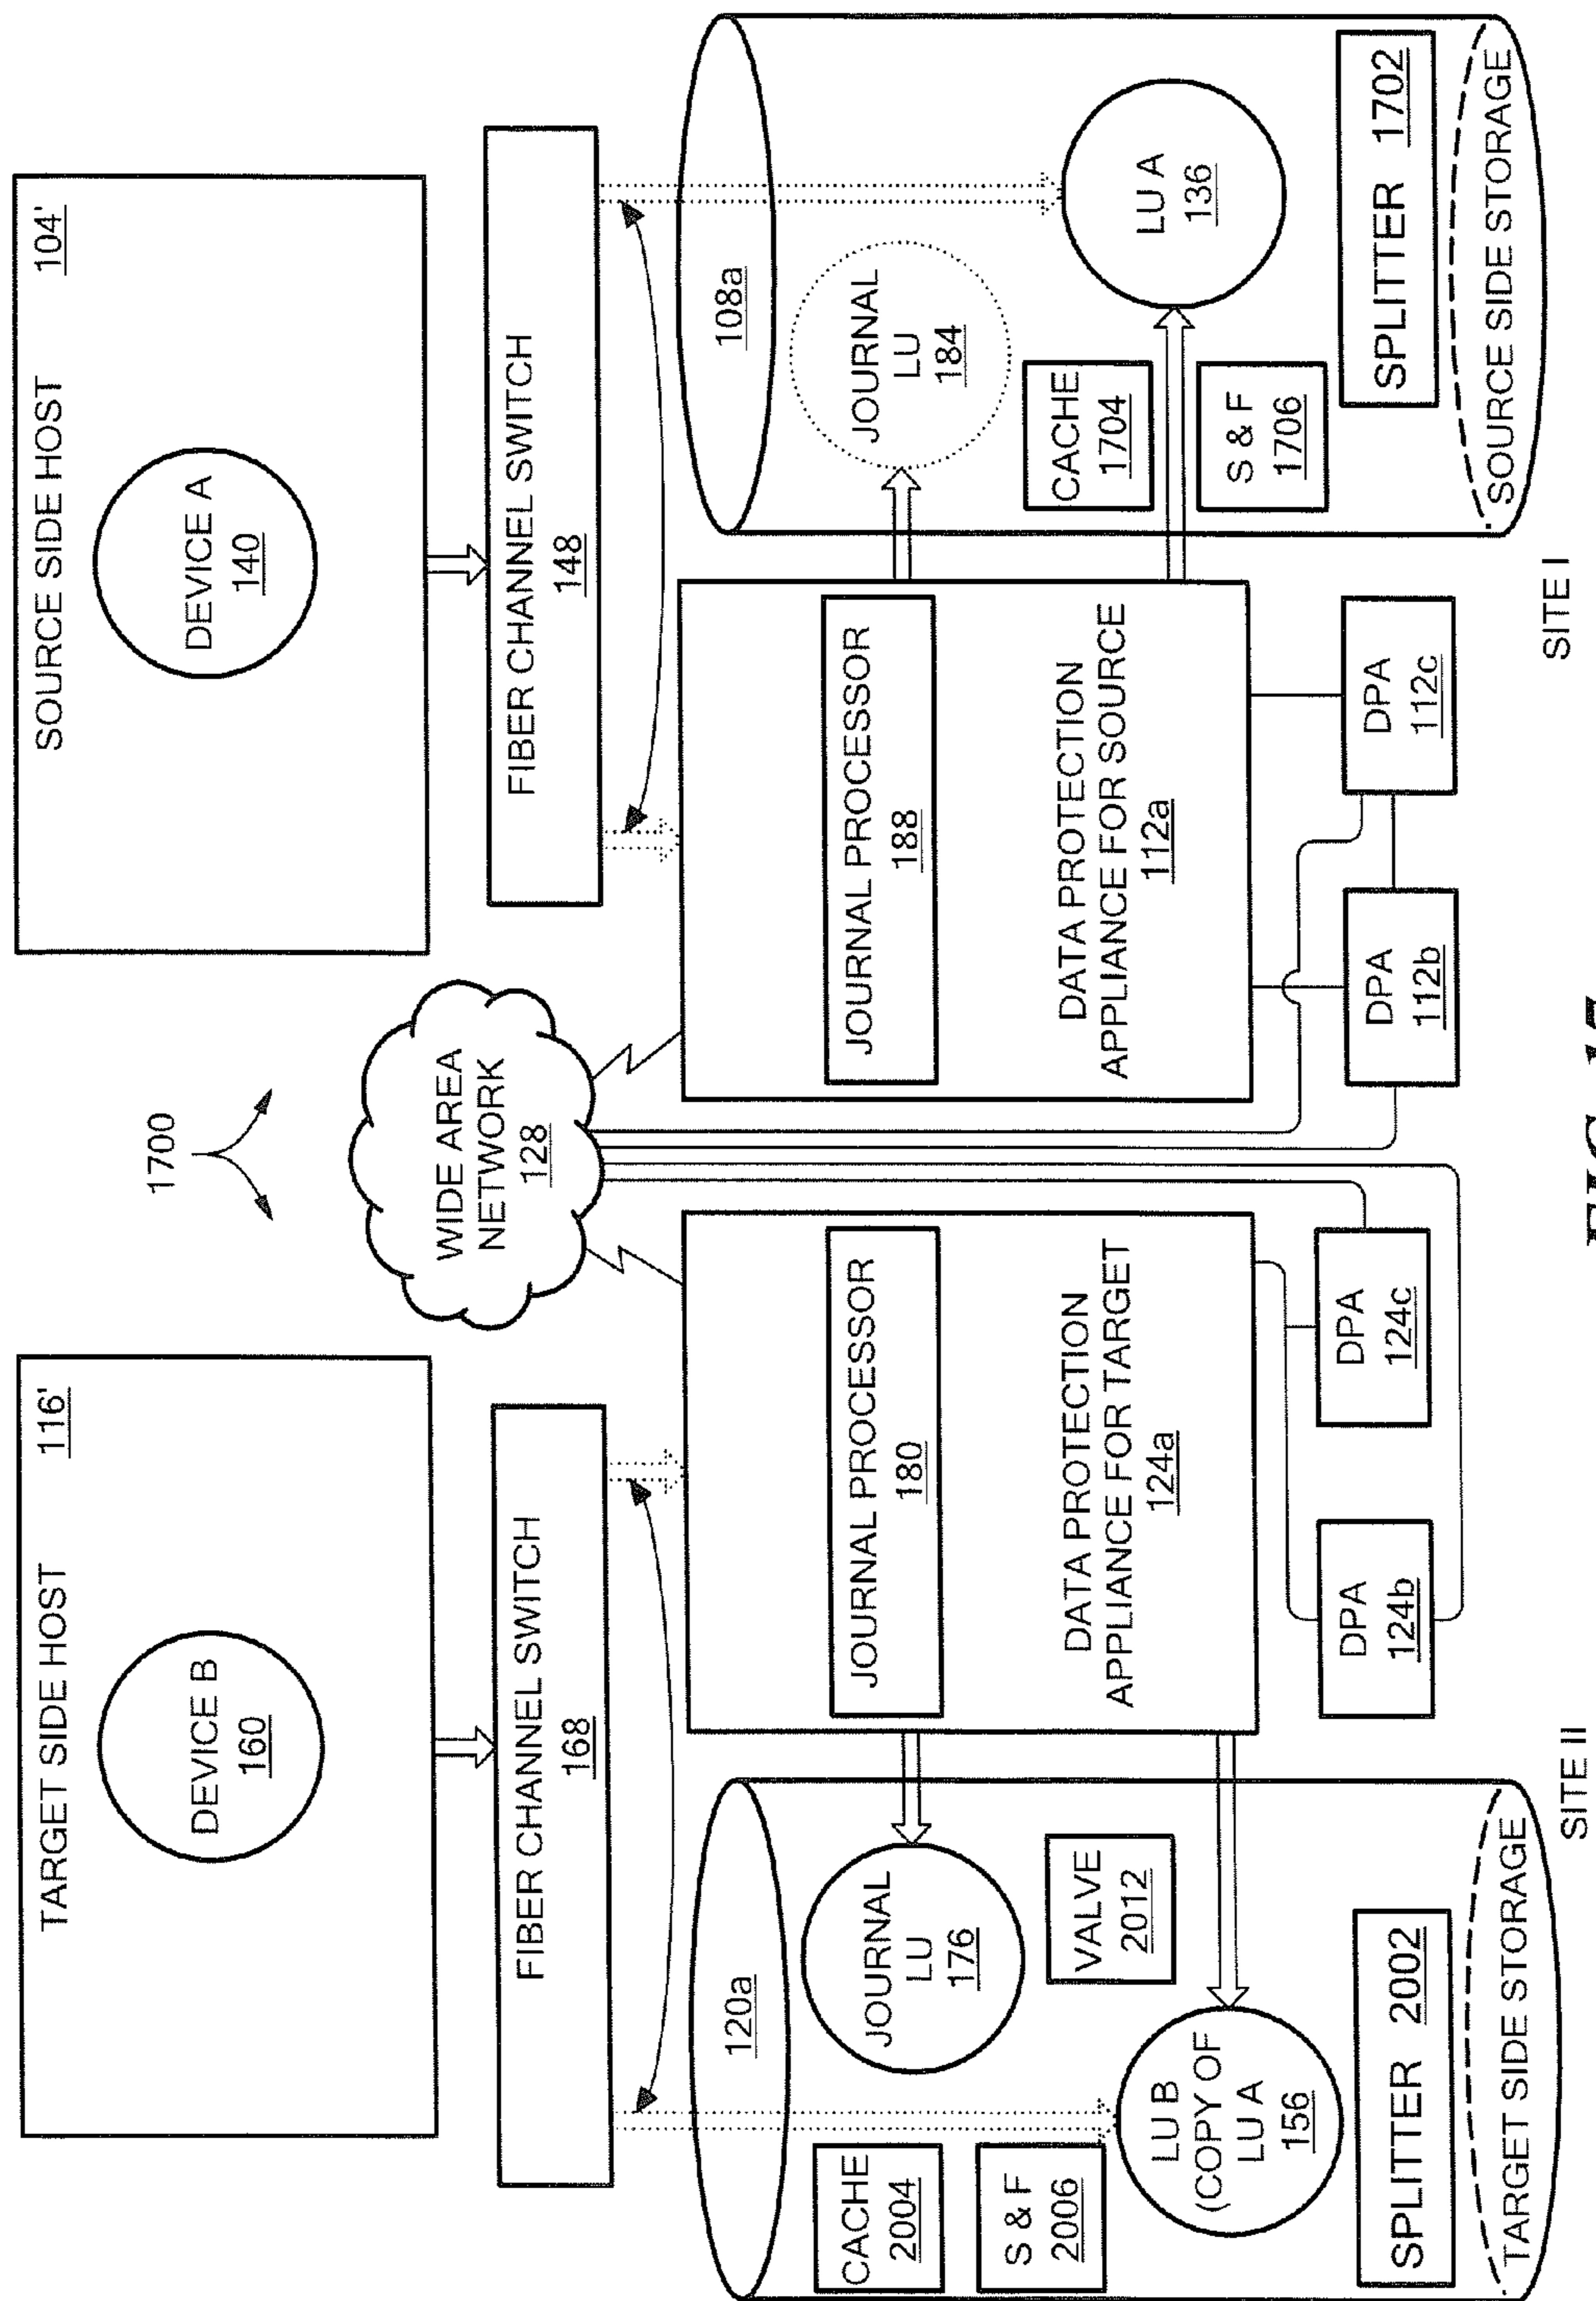 1700
TARGET SIDE HOST
116'
DEVICE B
160
SOURCE SIDE HOST
104'
DEVICE A
140
FIBER CHANNEL SWITCH
168
WIDE AREA
NETWORK
128
FIBER CHANNEL SWITCH
148
120a
CACHE
2004
S & F
2006
JOURNAL
LU
176
VALVE
2012
LU B
(COPY OF
LU A
156
SPLITTER 2002
TARGET SIDE STORAGE
JOURNAL PROCESSOR
180
DATA PROTECTION
APPLIANCE FOR TARGET
124a
DPA
124b
DPA
124c
SITE II
JOURNAL PROCESSOR
188
DATA PROTECTION
APPLIANCE FOR SOURCE
112a
DPA
112b
DPA
112c
108a
JOURNAL
LU
184
CACHE
1704
S & F
1706
LU A
136
SPLITTER 1702
SOURCE SIDE STORAGE
SITE I